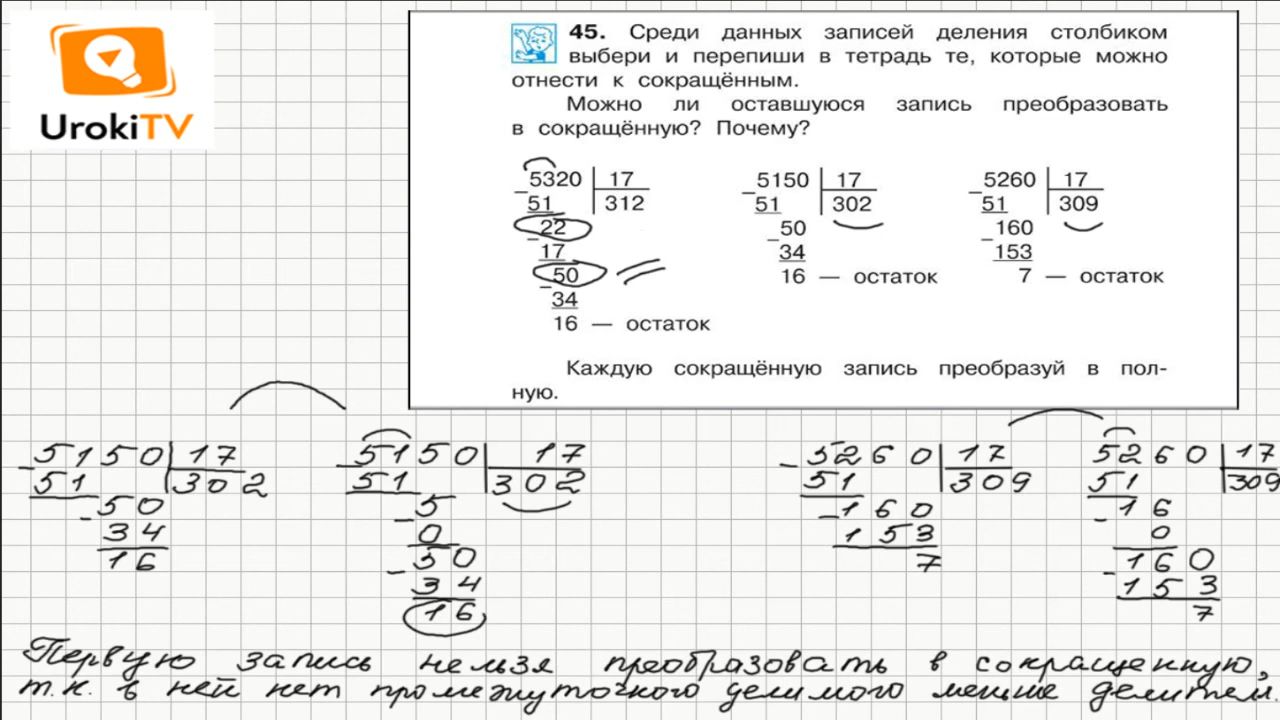 UrokiTV
45. Среди данных записей деления столбиком
выбери и перепиши в тетрадь те, которые можно
отнести к сокращённым.
Можно ли оставшуюся запись преобразовать
в сокращённую? Почему?
5320 17 5150 17 5260 17
51 312 51 302 51 309
22 50 160
17 34 153
50 16 — остаток 7 — остаток
34
16 — остаток
Каждую сокращённую запись преобразуй в пол-
ную.
5150 17 5150 17 5260 17 5260 17
51 302 51 302 51 309 51 309
50 5 160 16
34 0 153 0
16 50 7 160
34 153
16 7
Первую запись нельзя преобразовать в сокращенную,
т.к. в ней нет промежуточного делимого меньше делителя.